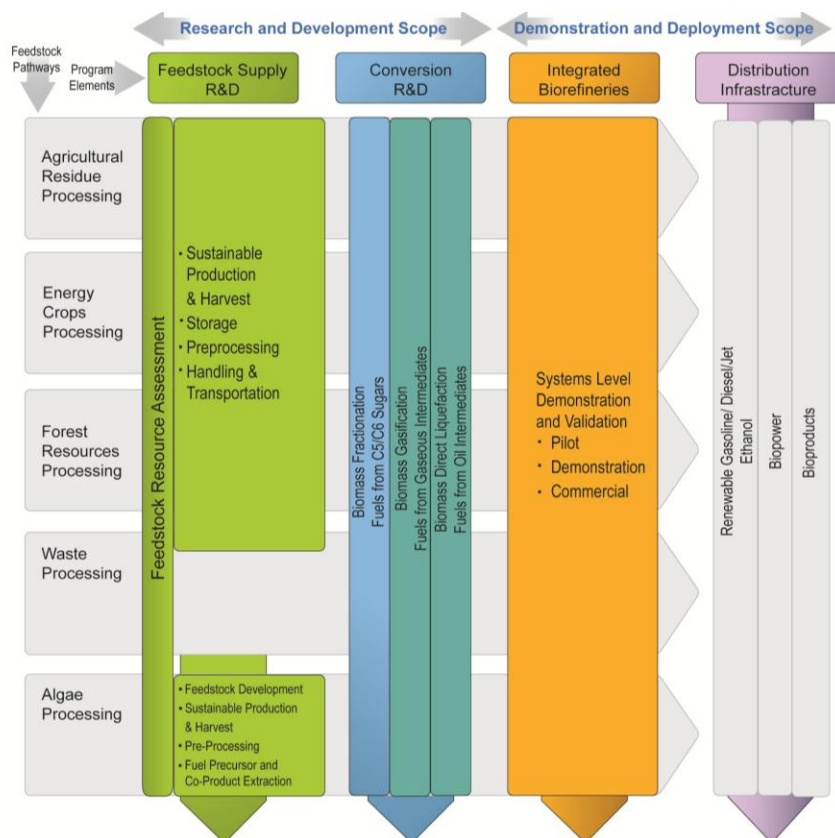 Research and Development Scope
Demonstration and Deployment Scope
Feedstock
Pathways
Program
Elements
Feedstock Supply
R&D
Conversion
R&D
Integrated
Biorefineries
Distribution
Infrastracture
Agricultural
Residue
Processing
Energy
Crops
Processing
Forest
Resources
Processing
Waste
Processing
Algae
Processing
Feedstock Resource Assessment
• Sustainable
Production
& Harvest
• Storage
• Preprocessing
• Handling &
Transportation
• Feedstock Development
• Sustainable Production
& Harvest
• Pre-Processing
• Fuel Precursor and
Co-Product Extraction
Biomass Fractionation
Fuels from C5/C6 Sugars
Biomass Gasification
Fuels from Gaseous Intermediates
Biomass Direct Liquefaction
Fuels from Oil Intermediates
Systems Level
Demonstration
and Validation
• Pilot
• Demonstration
• Commercial
Renewable Gasoline/ Diesel/Jet
Ethanol
Biopower
Bioproducts